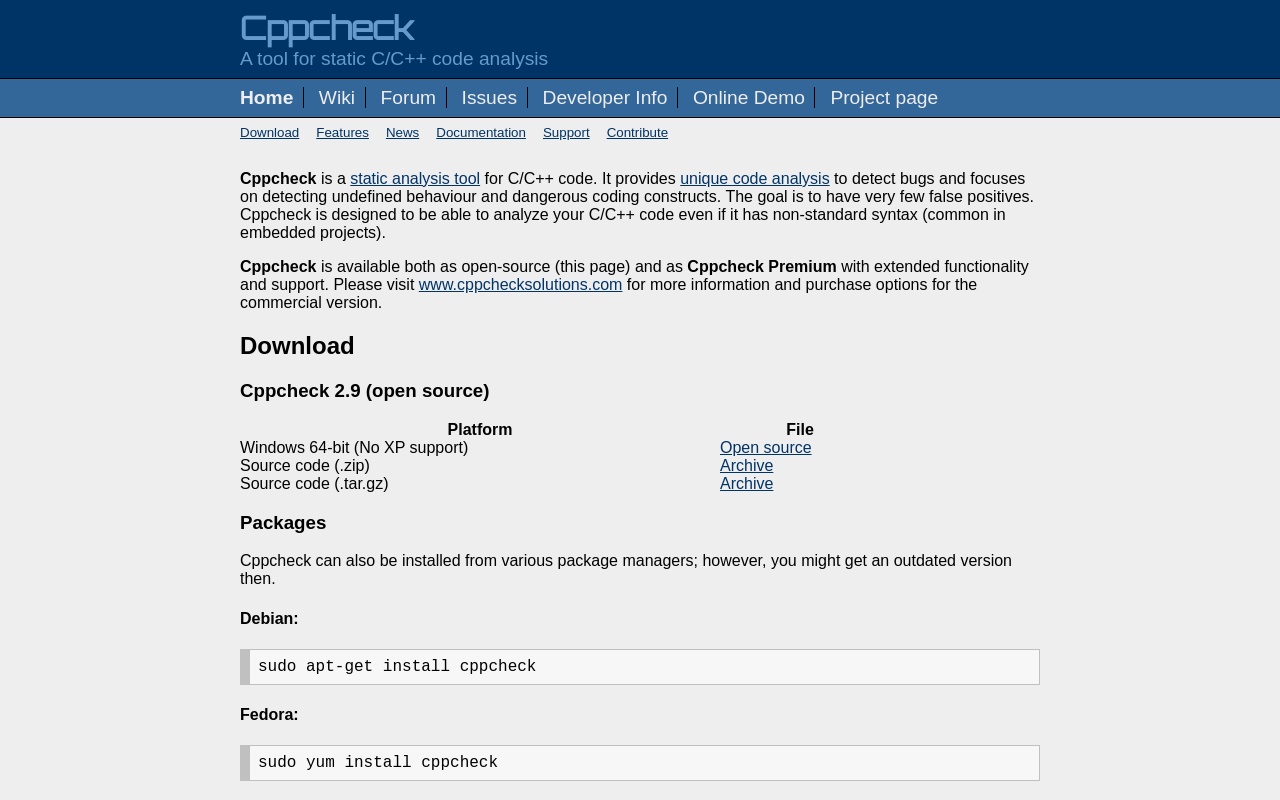 Cppcheck
A tool for static C/C++ code analysis
Home Wiki Forum Issues Developer Info Online Demo Project page
Download Features News Documentation Support Contribute
Cppcheck is a static analysis tool for C/C++ code. It provides unique code analysis to detect bugs and focuses
on detecting undefined behaviour and dangerous coding constructs. The goal is to have very few false positives.
Cppcheck is designed to be able to analyze your C/C++ code even if it has non-standard syntax (common in
embedded projects).
Cppcheck is available both as open-source (this page) and as Cppcheck Premium with extended functionality
and support. Please visit www.cppchecksolutions.com for more information and purchase options for the
commercial version.
Download
Cppcheck 2.9 (open source)
Platform File
Windows 64-bit (No XP support) Open source
Source code (.zip) Archive
Source code (.tar.gz) Archive
Packages
Cppcheck can also be installed from various package managers; however, you might get an outdated version
then.
Debian:
sudo apt-get install cppcheck
Fedora:
sudo yum install cppcheck